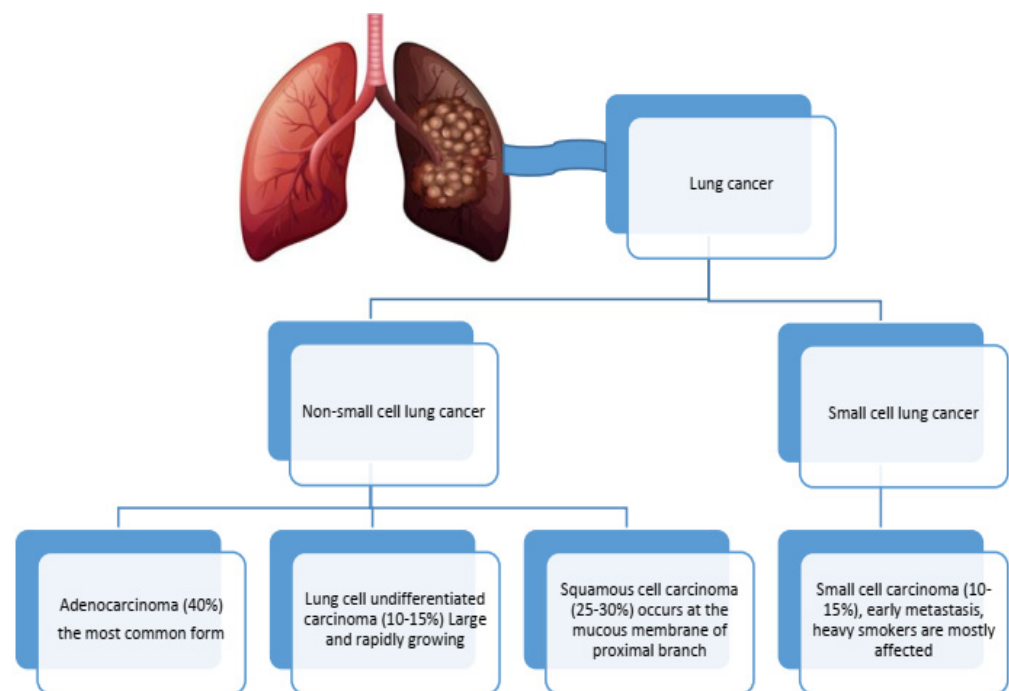 Lung cancer
Non-small cell lung cancer
Small cell lung cancer
Adenocarcinoma (40%)
the most common form
Lung cell undifferentiated
carcinoma (10-15%) Large
and rapidly growing
Squamous cell carcinoma
(25-30%) occurs at the
mucous membrane of
proximal branch
Small cell carcinoma (10-
15%), early metastasis,
heavy smokers are mostly
affected